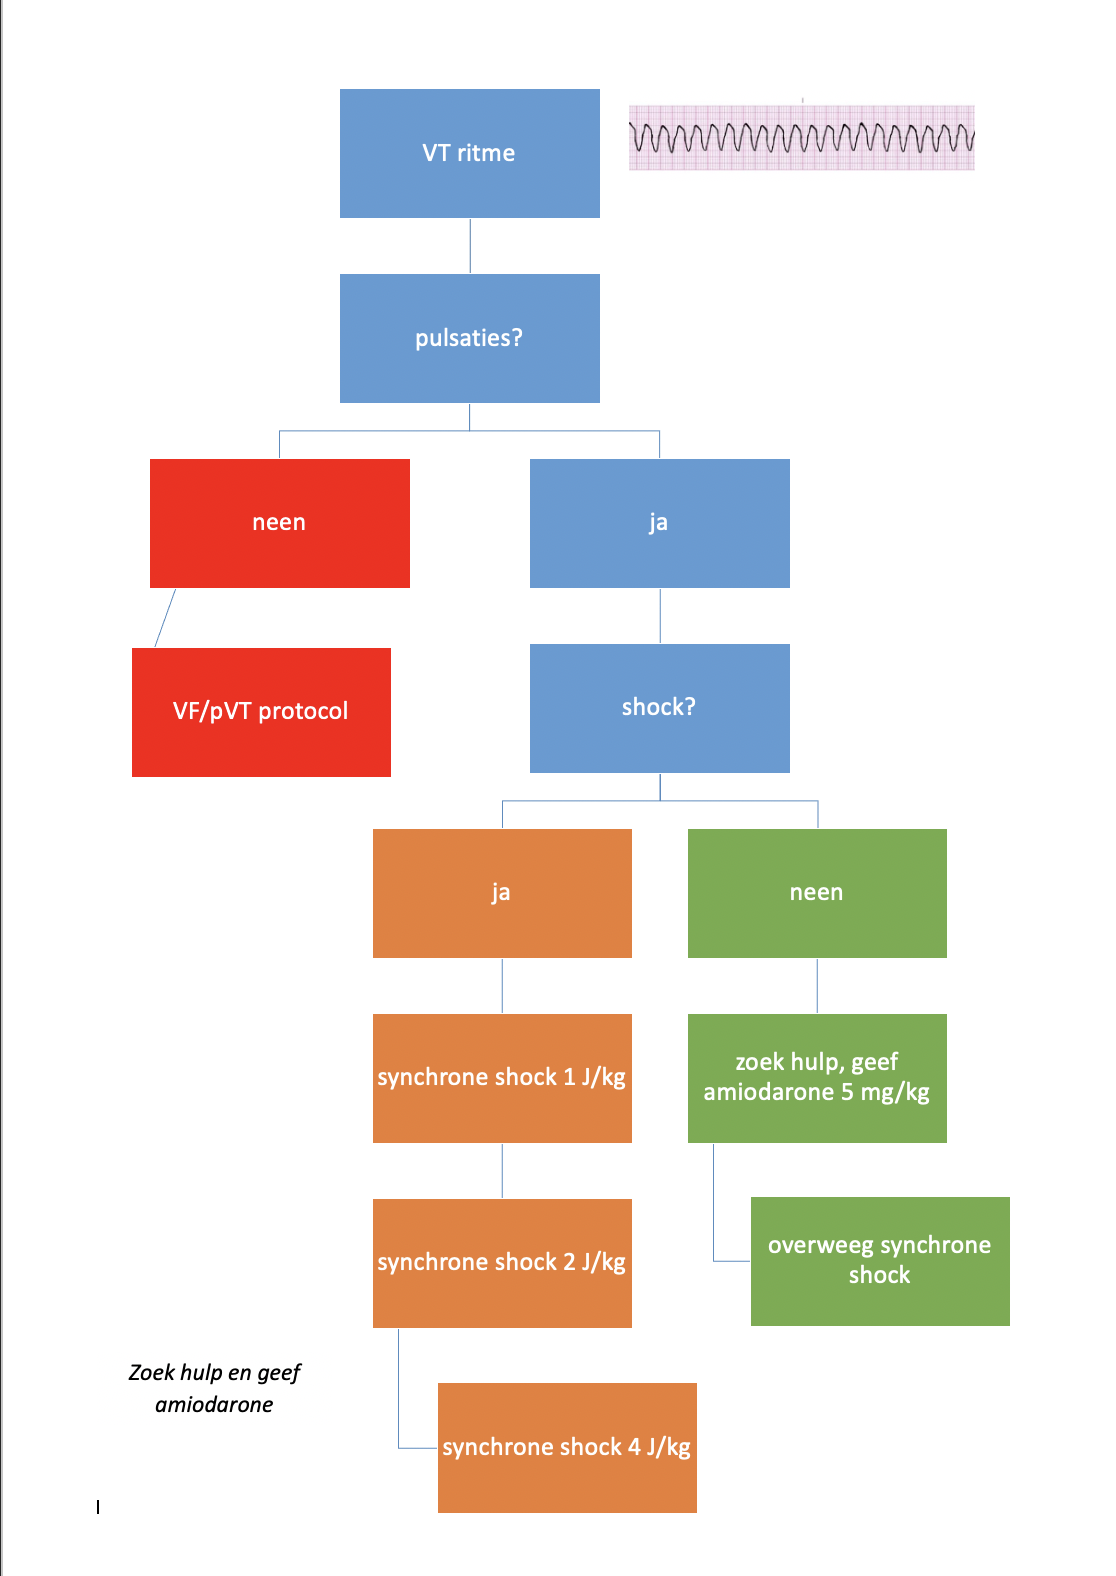 VT ritme
pulsaties?
neen
ja
VF/pVT protocol
shock?
ja
neen
synchrone shock 1 J/kg
zoek hulp, geef
amiodarone 5 mg/kg
synchrone shock 2 J/kg
overweeg synchrone
shock
Zoek hulp en geef
amiodarone
synchrone shock 4 J/kg